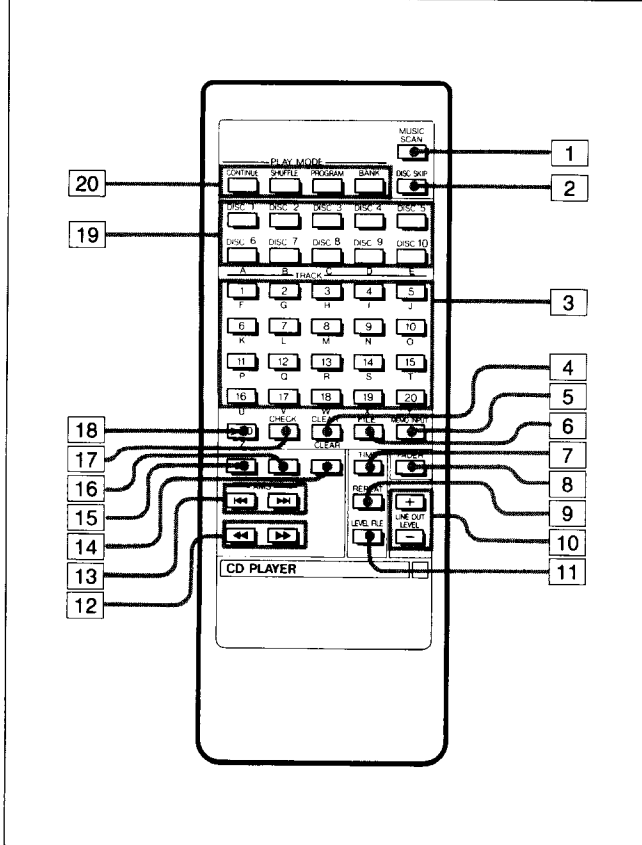 MUSIC
SCAN
1
PLAY MODE
CONTINUE SHUFFLE PROGRAM BANK DISC SKIP
20 2
DISC 1 DISC 2 DISC 3 DISC 4 DISC 5
19
DISC 6 DISC 7 DISC 8 DISC 9 DISC 10
A B C D E
TRACK
1 2 3 4 5 3
F G H I J
6 7 8 9 10
K L M N O
11 12 13 14 15
P Q R S T 4
16 17 18 19 20 5
U V W
CHECK CLEAR FILE MEMO INPUT
18 6
CLEAR
17 TIME FADER 7
16 8
15 AMS REPEAT 9
14 LINE OUT
LEVEL
+
−
10
13 LEVEL FILE 11
12
CD PLAYER